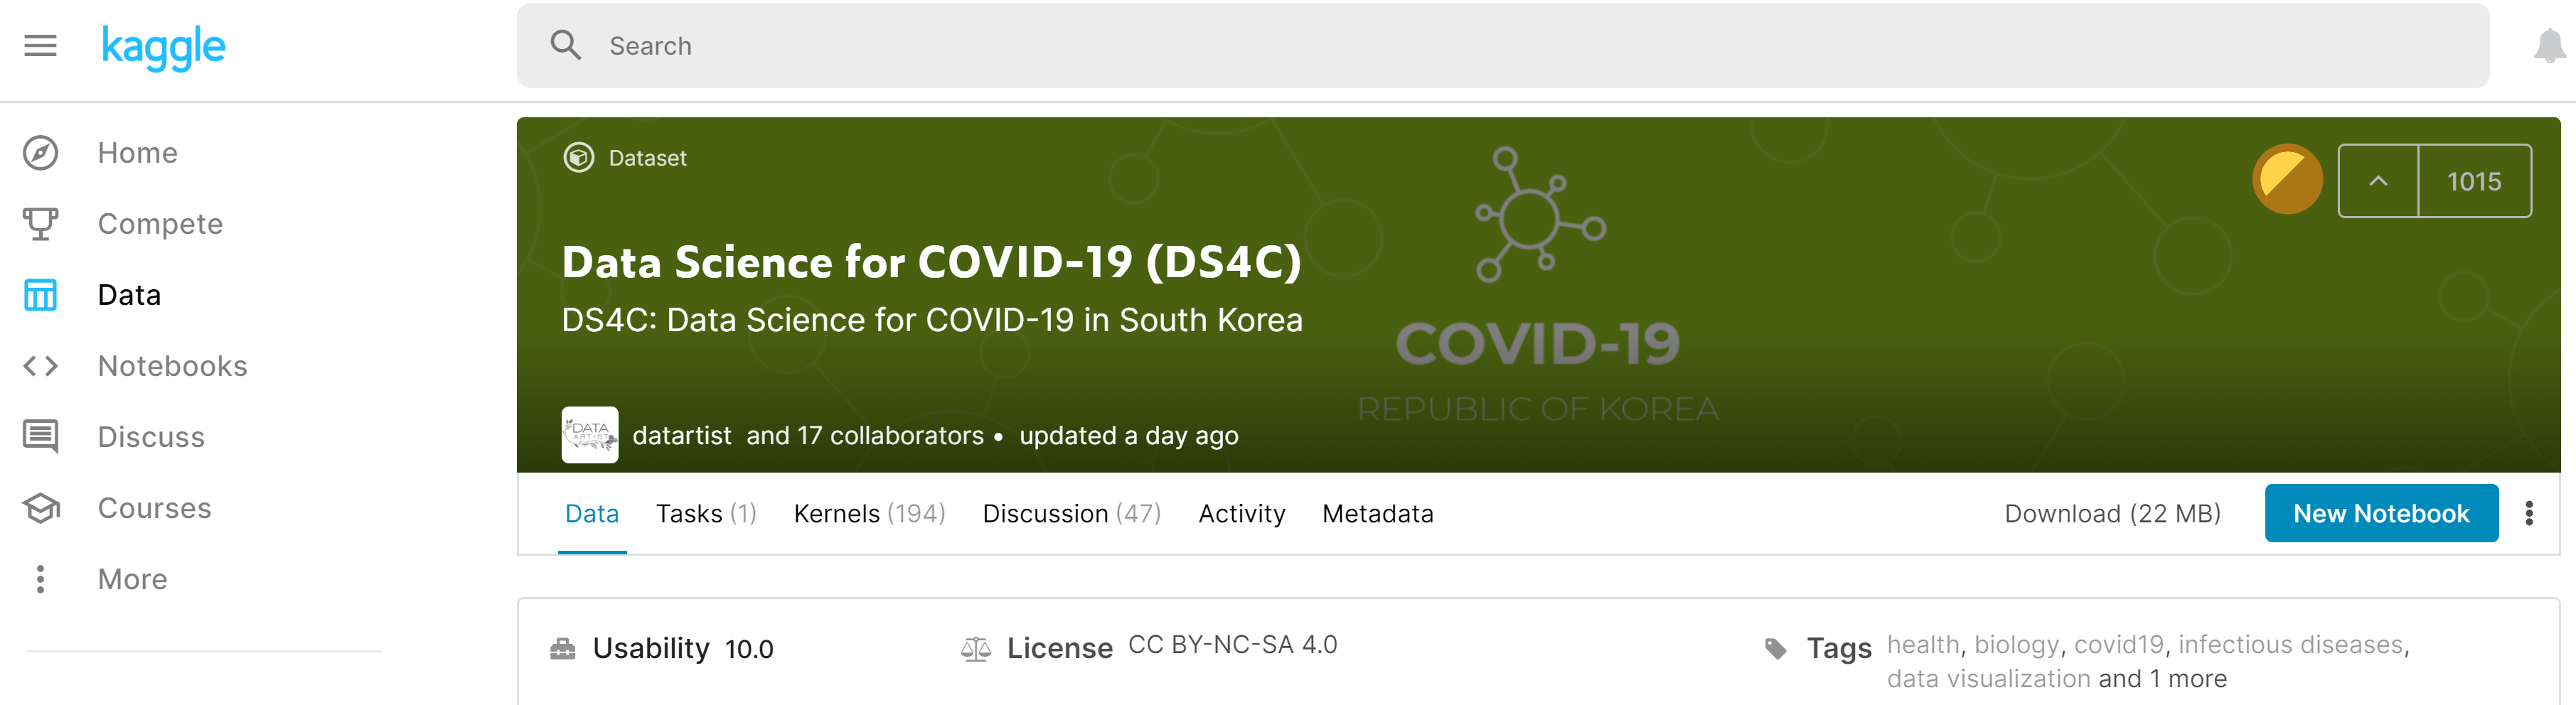 kaggle
Search
Home
Compete
Data
Notebooks
Discuss
Courses
More
Dataset
1015
Data Science for COVID-19 (DS4C)
DS4C: Data Science for COVID-19 in South Korea
COVID-19
REPUBLIC OF KOREA
DATA
ARTIST
datartist and 17 collaborators • updated a day ago
Data Tasks (1) Kernels (194) Discussion (47) Activity Metadata Download (22 MB) New Notebook
Usability 10.0 License CC BY-NC-SA 4.0 Tags health, biology, covid19, infectious diseases,
data visualization and 1 more